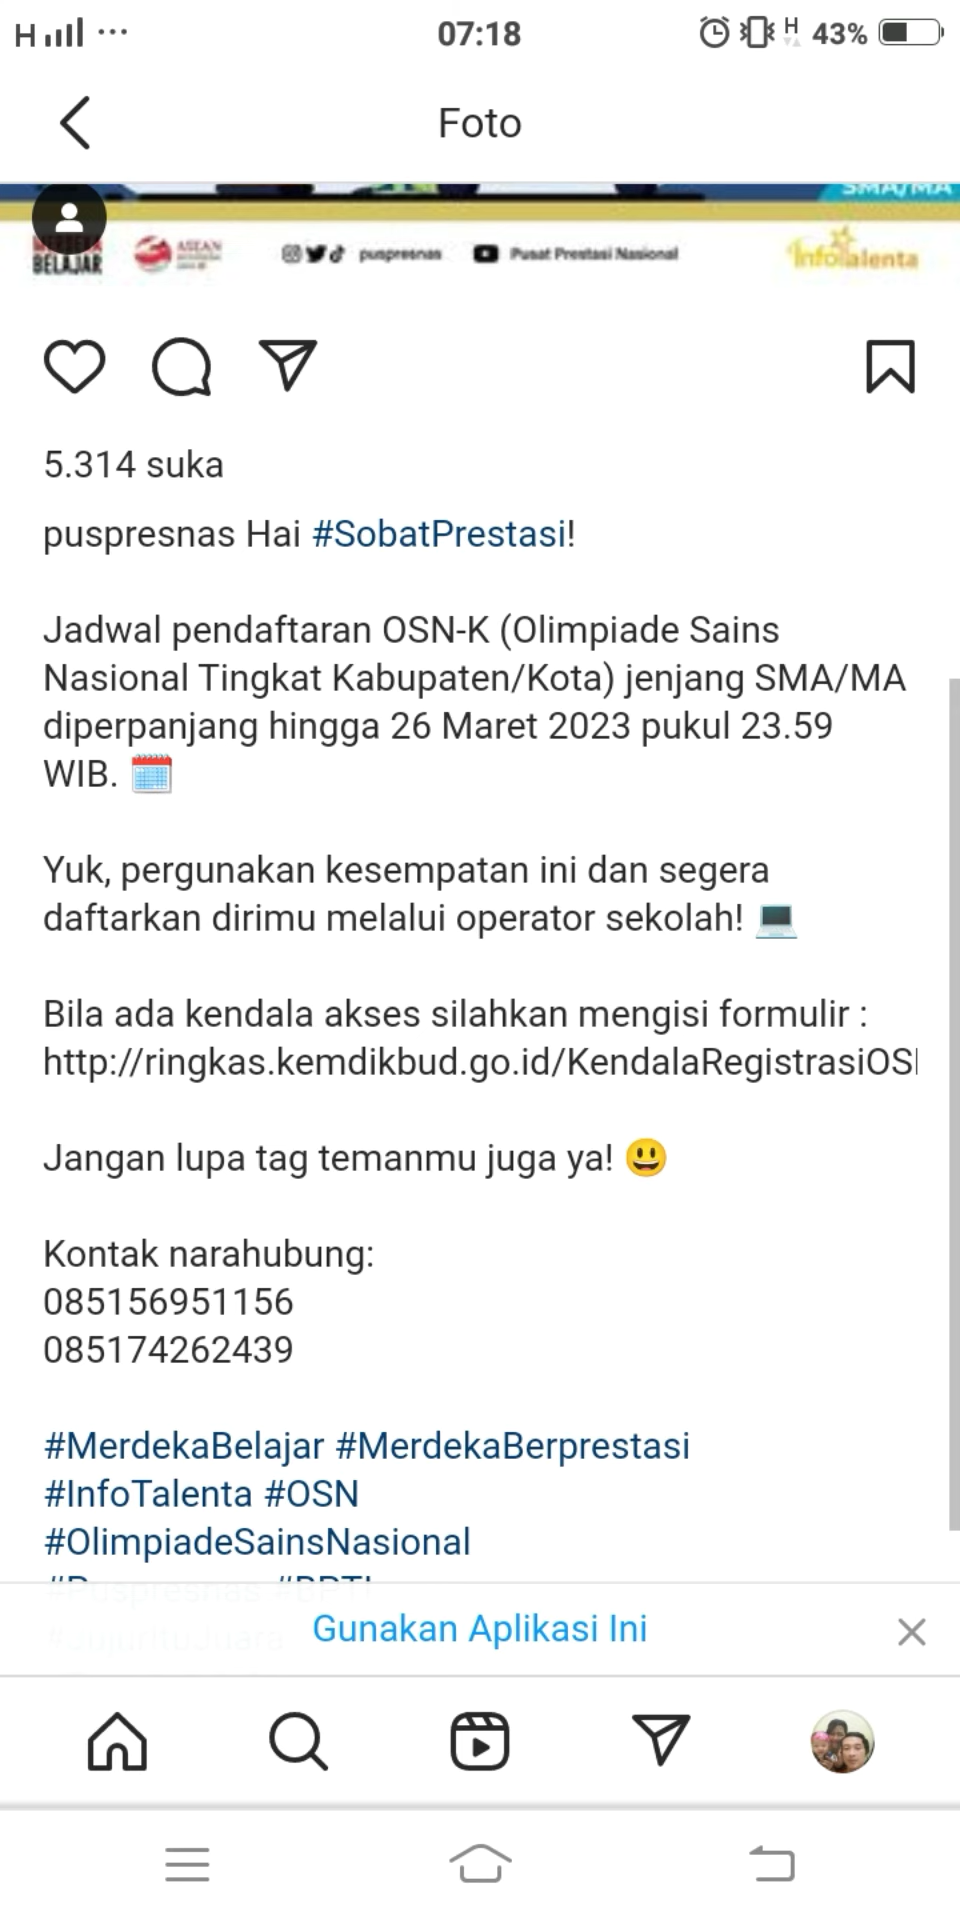 H ...
07:18
H 43%
Foto
SMA/MA
MERDEKA
BELAJAR
ASEAN
puspresnas
Pusat Prestasi Nasional
InfoTalenta
5.314 suka
puspresnas Hai #SobatPrestasi!
Jadwal pendaftaran OSN-K (Olimpiade Sains
Nasional Tingkat Kabupaten/Kota) jenjang SMA/MA
diperpanjang hingga 26 Maret 2023 pukul 23.59
WIB. 🗓️
Yuk, pergunakan kesempatan ini dan segera
daftarkan dirimu melalui operator sekolah! 💻
Bila ada kendala akses silahkan mengisi formulir :
http://ringkas.kemdikbud.go.id/KendalaRegistrasiOS
Jangan lupa tag temanmu juga ya! 😃
Kontak narahubung:
085156951156
085174262439
#MerdekaBelajar #MerdekaBerprestasi
#InfoTalenta #OSN
#OlimpiadeSainsNasional
#Puspresnas #BPTI
#JujurItuJuara
Gunakan Aplikasi Ini